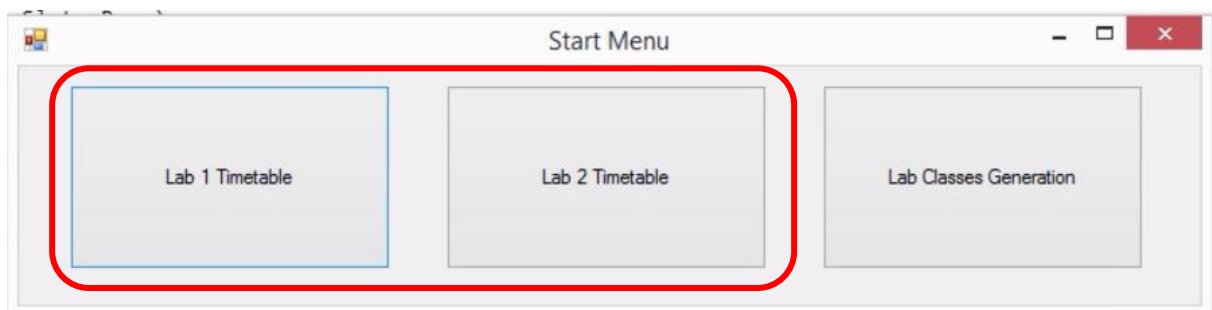 Start Menu
Lab 1 Timetable
Lab 2 Timetable
Lab Classes Generation